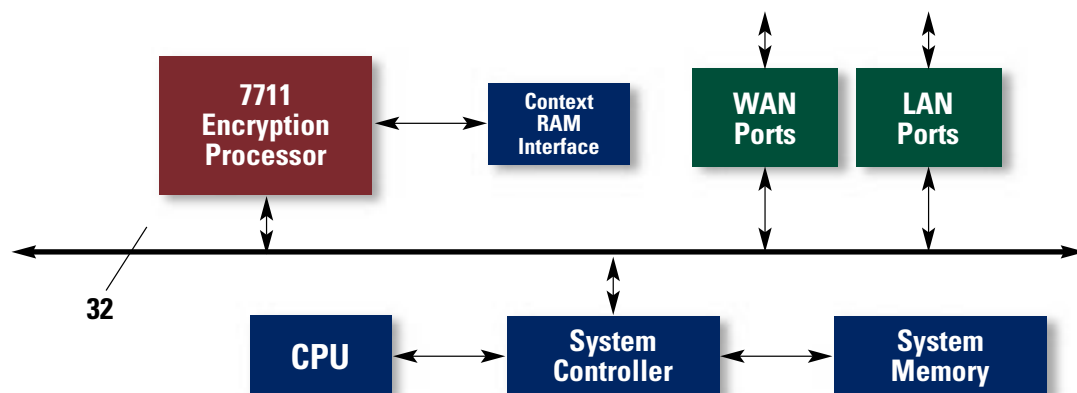 7711
Encryption
Processor
Context
RAM
Interface
WAN
Ports
LAN
Ports
32
CPU
System
Controller
System
Memory